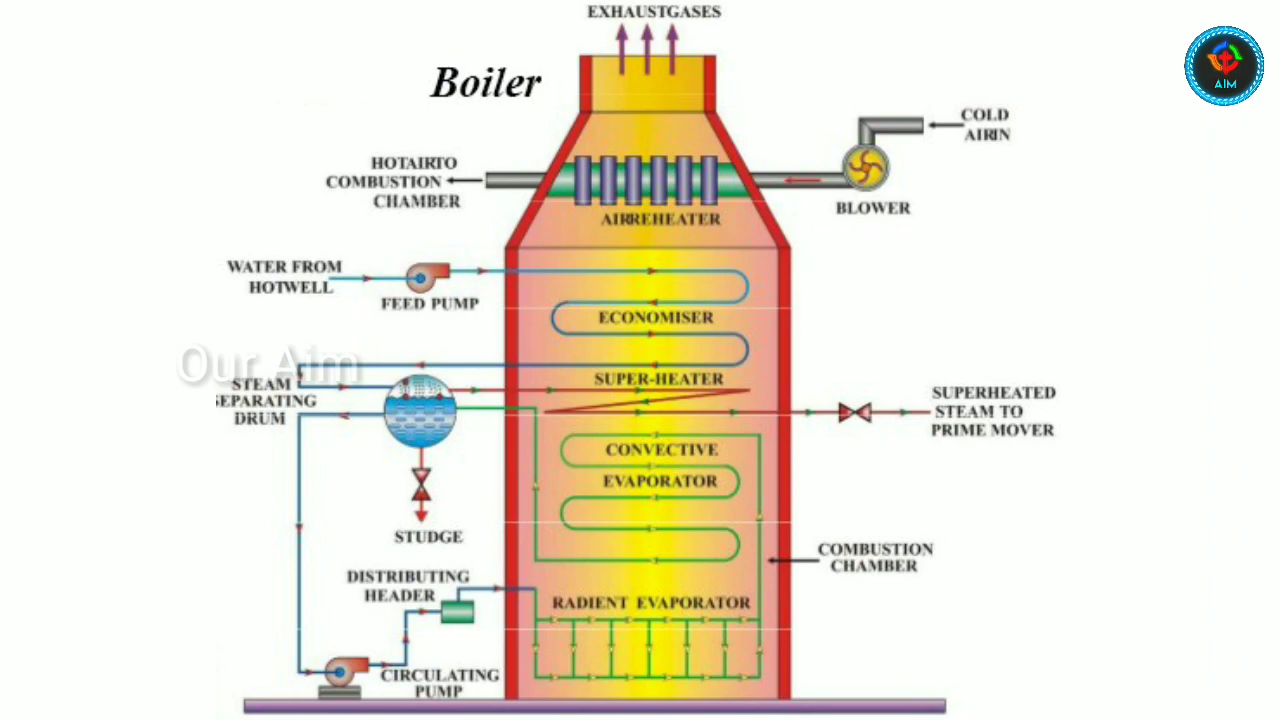 EXHAUSTGASES
Boiler
AIM
COLD
AIRIN
HOTAIRTO
COMBUSTION
CHAMBER
BLOWER
AIRREHEATER
WATER FROM
HOTWELL
FEED PUMP
ECONOMISER
Our Aim
STEAM
SEPARATING
DRUM
SUPER-HEATER
SUPERHEATED
STEAM TO
PRIME MOVER
CONVECTIVE
EVAPORATOR
STUDGE
COMBUSTION
CHAMBER
DISTRIBUTING
HEADER
RADIENT EVAPORATOR
CIRCULATING
PUMP